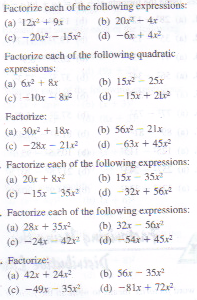 Factorize each of the following expressions:
(a) 12x² + 9x (b) 20x² − 4x
(c) −20x² − 15x² (d) −6x + 4x²
Factorize each of the following quadratic
expressions:
(a) 6x² + 8x (b) 15x² − 25x
(c) −10x − 8x² (d) −15x + 21x²
Factorize:
(a) 30x² + 18x (b) 56x² − 21x
(c) −28x − 21x² (d) −63x + 45x²
. Factorize each of the following expressions:
(a) 20x + 8x² (b) 15x − 35x²
(c) −15x − 35x² (d) −32x + 56x²
. Factorize each of the following expressions:
(a) 28x + 35x² (b) 32x − 56x²
(c) −24x − 42x² (d) −54x + 45x²
. Factorize:
(a) 42x + 24x² (b) 56x − 35x²
(c) −49x − 35x² (d) −81x + 72x²